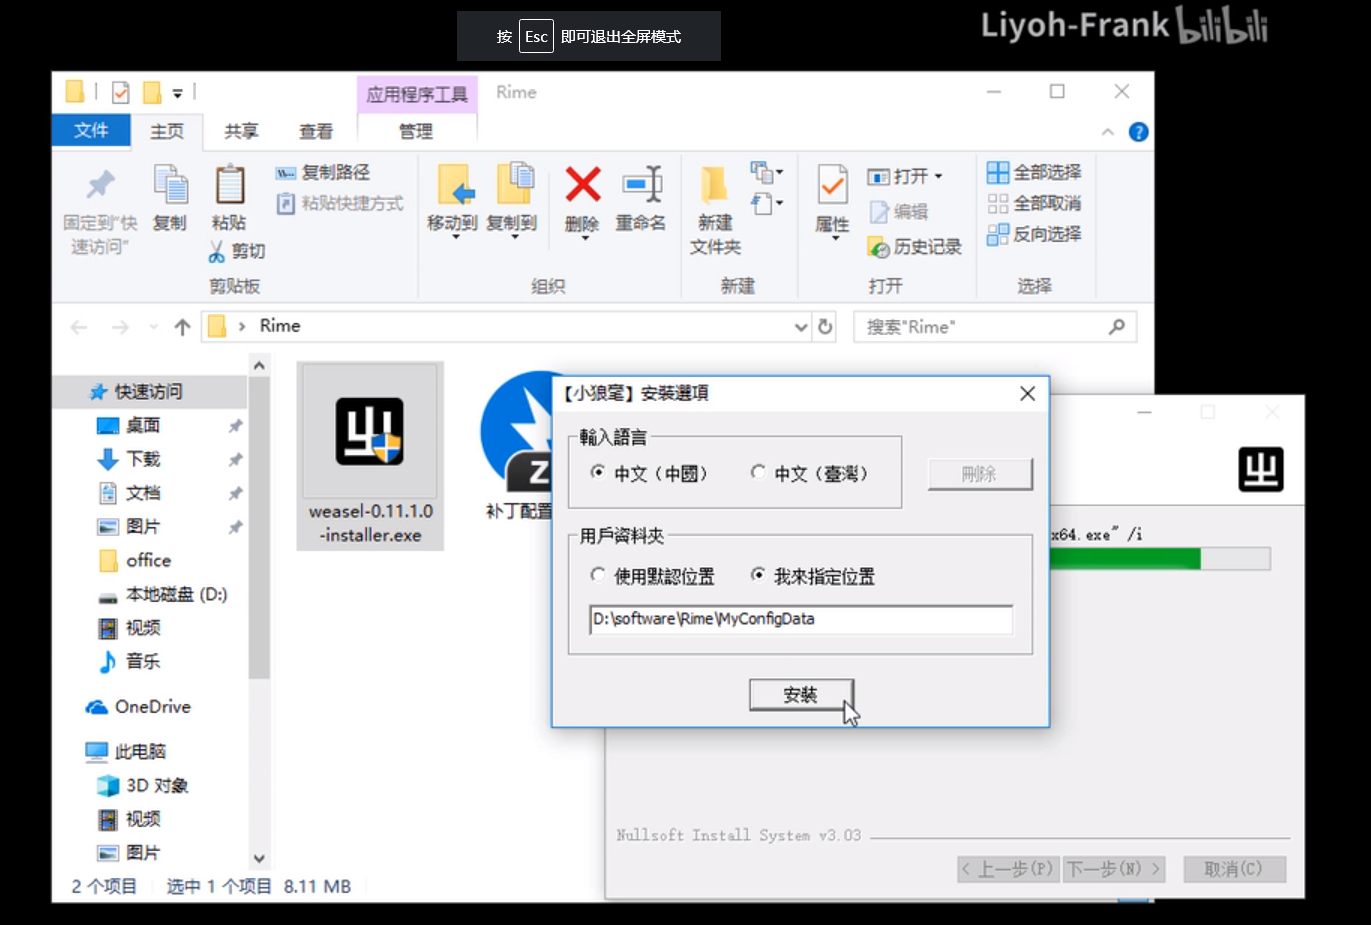 按 Esc 即可退出全屏模式
Liyoh-Frank bilibili
应用程序工具 Rime
文件 主页 共享 查看 管理
固定到"快速访问"
复制
粘贴
复制路径
粘贴快捷方式
剪切
剪贴板
移动到 复制到 删除 重命名
组织
新建
文件夹
新建
属性
打开
编辑
历史记录
打开
全部选择
全部取消
反向选择
选择
Rime
搜索"Rime"
快速访问
桌面
下载
文档
图片
office
本地磁盘 (D:)
视频
音乐
OneDrive
此电脑
3D 对象
视频
图片
weasel-0.11.1.0
-installer.exe
Z
补丁配置
【小狼毫】安裝選項
輸入語言
中文（中國） 中文（臺灣）
刪除
用戶資料夾
使用默認位置 我來指定位置
D:\software\Rime\MyConfigData
安裝
x64.exe" /i
Nullsoft Install System v3.03
< 上一步(P) 下一步(N) > 取消(C)
2 个项目 选中 1 个项目 8.11 MB